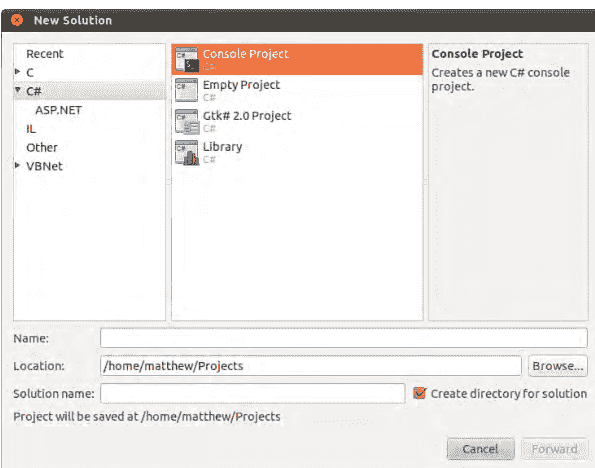 New Solution
Recent
C
C#
ASP.NET
IL
Other
VBNet
Console Project
C#
Empty Project
C#
Gtk# 2.0 Project
C#
Library
C#
Console Project
Creates a new C# console
project.
Name:
Location: /home/matthew/Projects Browse...
Solution name: Create directory for solution
Project will be saved at /home/matthew/Projects
Cancel Forward